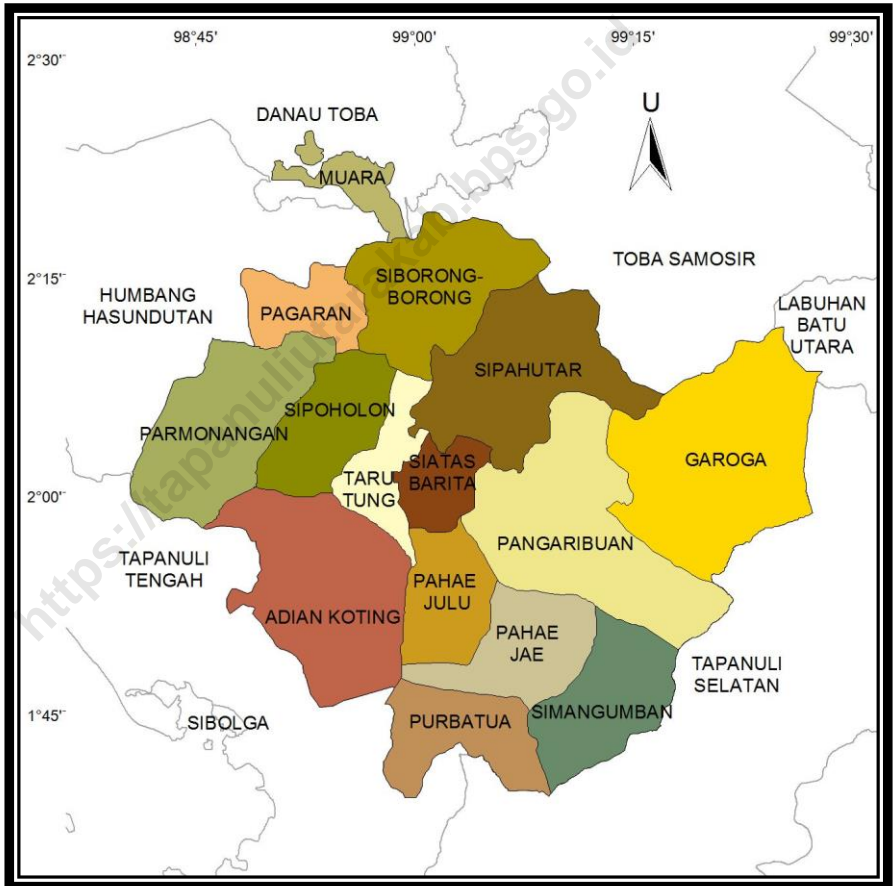 98°45'
99°00'
99°15'
99°30'
2°30'
U
DANAU TOBA
MUARA
TOBA SAMOSIR
2°15'
SIBORONG-
BORONG
HUMBANG
HASUNDUTAN
PAGARAN
LABUHAN
BATU
UTARA
SIPAHUTAR
SIPOHOLON
PARMONANGAN
SIATAS
BARITA
GAROGA
TARU
TUNG
2°00'
PANGARIBUAN
TAPANULI
TENGAH
PAHAE
JULU
ADIAN KOTING
PAHAE
JAE
TAPANULI
SELATAN
1°45'
SIBOLGA
PURBATUA
SIMANGUMBAN
https://tapanuliutarakab.bps.go.id